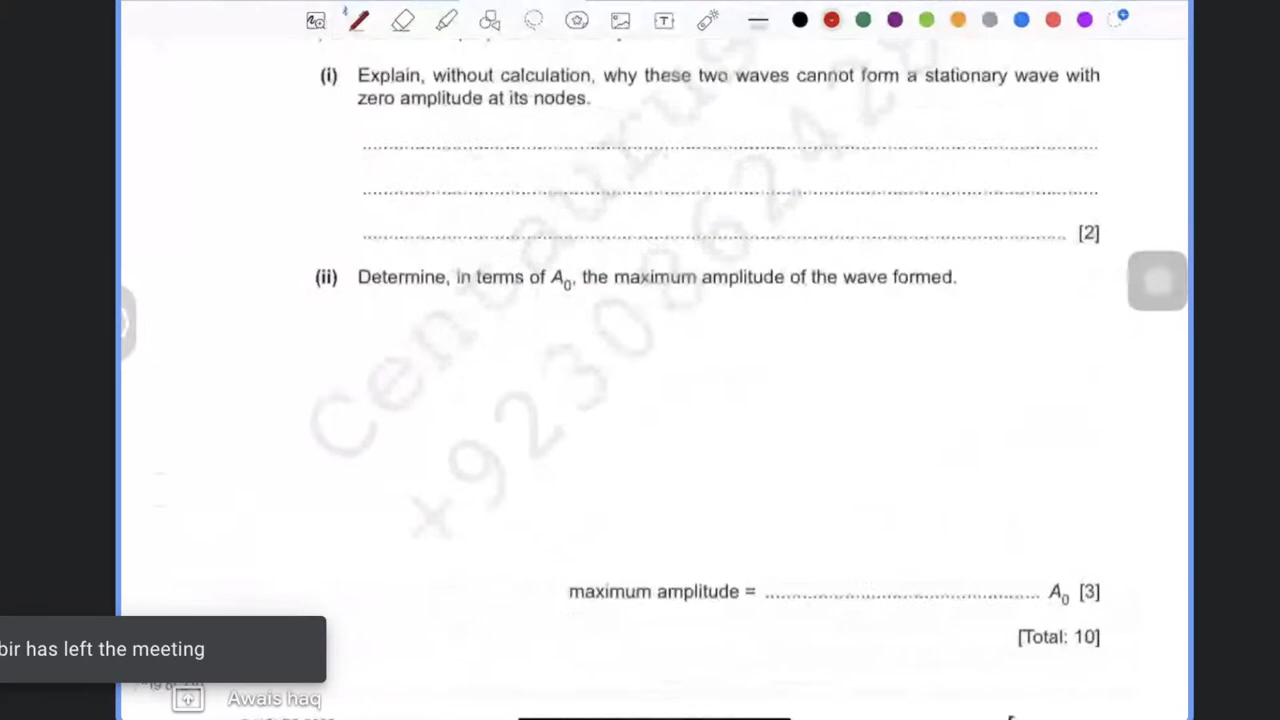 (i) Explain, without calculation, why these two waves cannot form a stationary wave with
zero amplitude at its nodes.
[2]
(ii) Determine, in terms of A0, the maximum amplitude of the wave formed.
Centaurus
+923086242
maximum amplitude = A0 [3]
[Total: 10]
bir has left the meeting
Awais haq